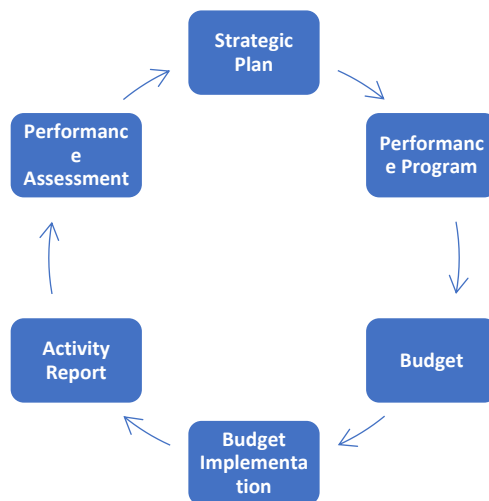 Strategic
Plan
Performanc
e Program
Budget
Budget
Implementa
tion
Activity
Report
Performanc
e
Assessment